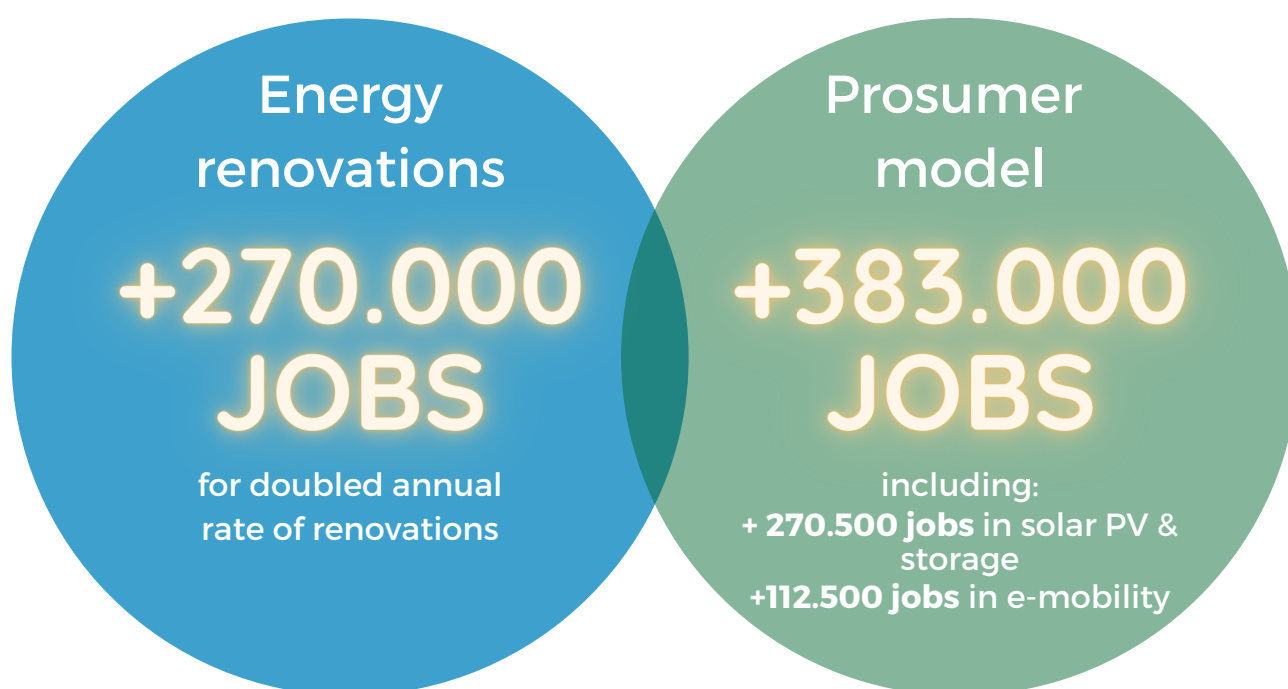 Energy
renovations
+270.000
JOBS
for doubled annual
rate of renovations
Prosumer
model
+383.000
JOBS
including:
+ 270.500 jobs in solar PV &
storage
+112.500 jobs in e-mobility